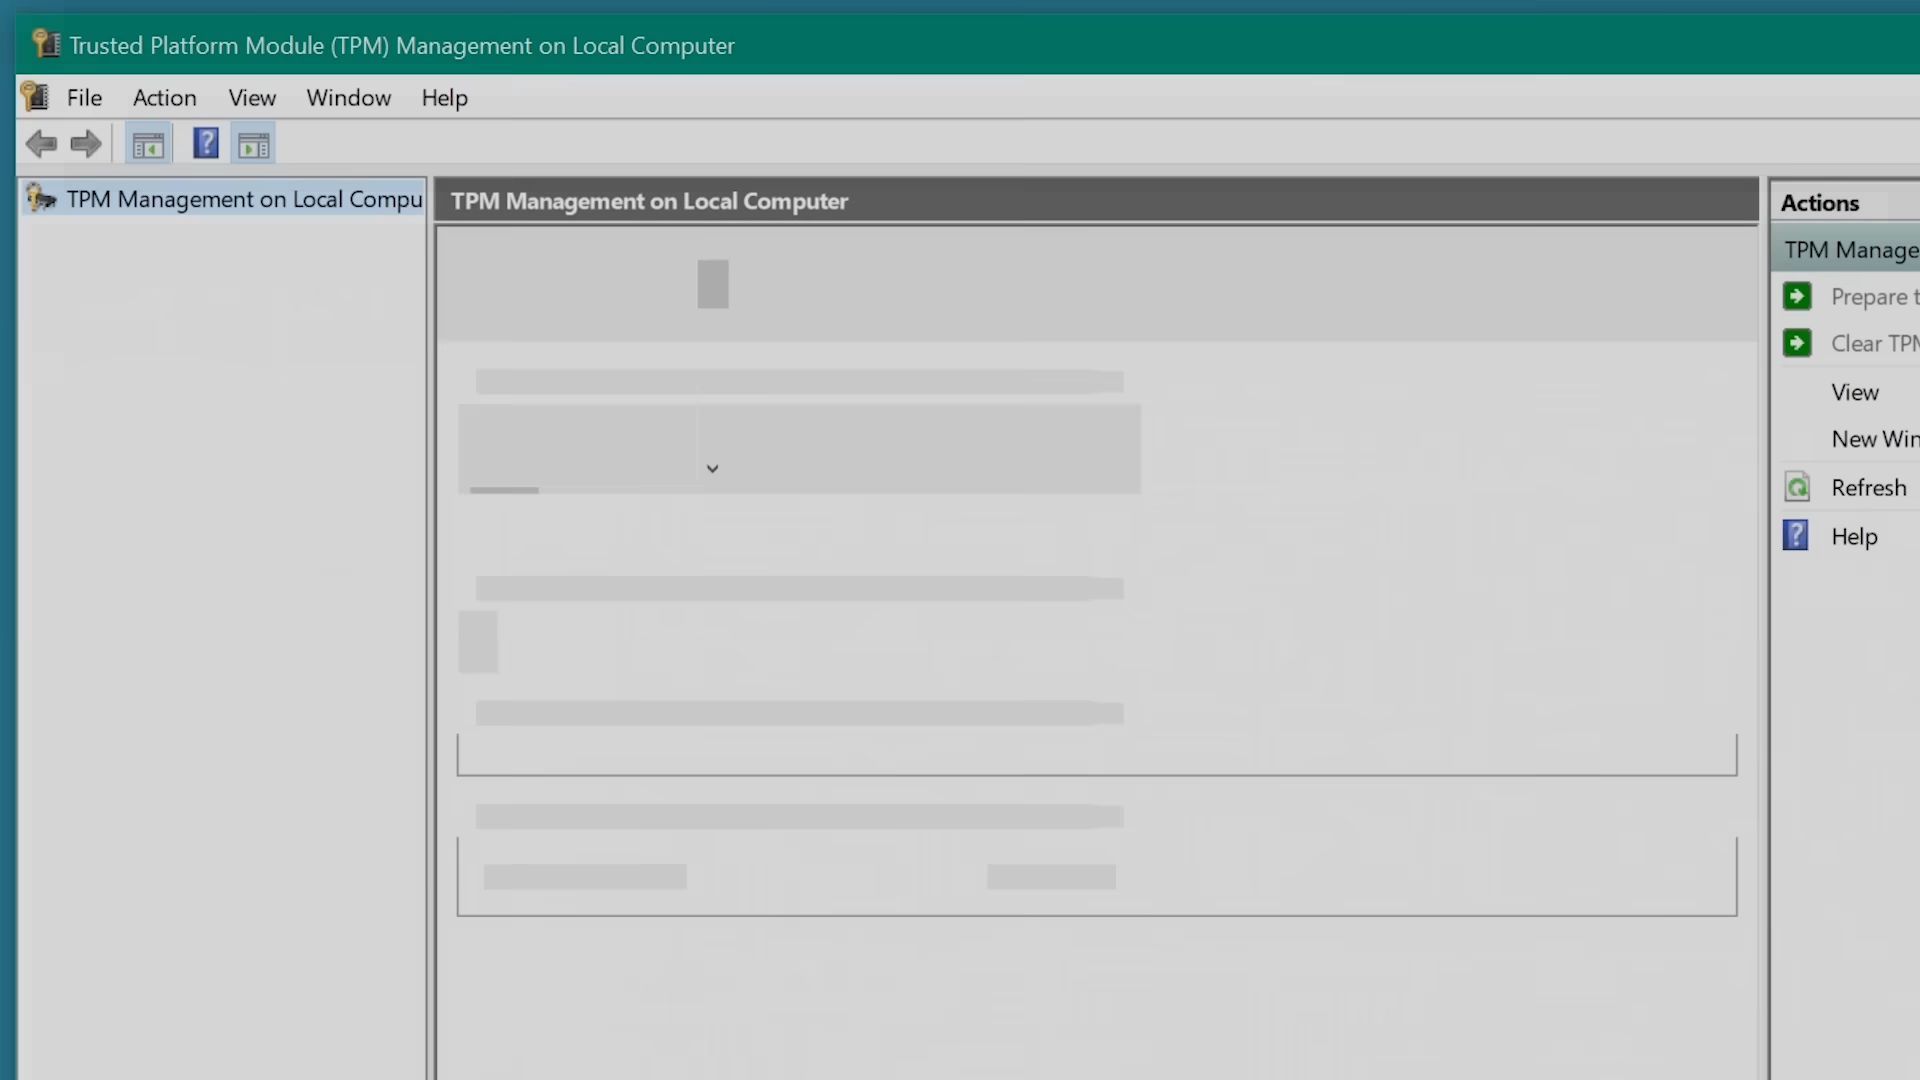 Trusted Platform Module (TPM) Management on Local Computer
File Action View Window Help
TPM Management on Local Compu
TPM Management on Local Computer
Actions
TPM Manage
Prepare t
Clear TPM
View
New Win
Refresh
Help